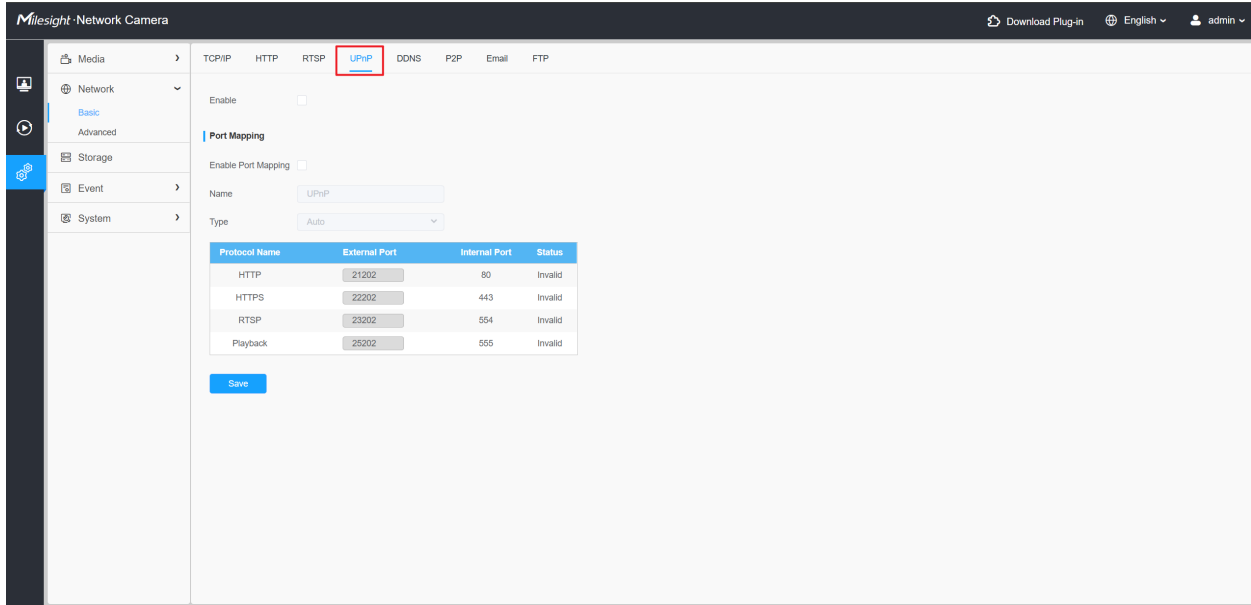 Milesight·Network Camera
Download Plug-in
English
admin
Media
Network
Basic
Advanced
Storage
Event
System
TCP/IP HTTP RTSP UPnP DDNS P2P Email FTP
Enable
Port Mapping
Enable Port Mapping
Name UPnP
Type Auto
Protocol Name External Port Internal Port Status
HTTP 21202 80 Invalid
HTTPS 22202 443 Invalid
RTSP 23202 554 Invalid
Playback 25202 555 Invalid
Save